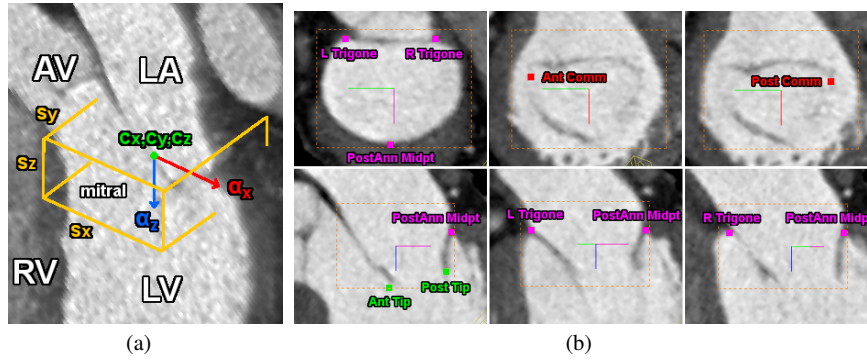 AV
LA
Sy
Cx,Cy,Cz
Sz
mitral
αx
αz
Sx
RV
LV
(a)
L Trigone R Trigone
PostAnn Midpt
Ant Comm
Post Comm
PostAnn Midpt
Post Tip
Ant Tip
L Trigone PostAnn Midpt
R Trigone PostAnn Midpt
(b)